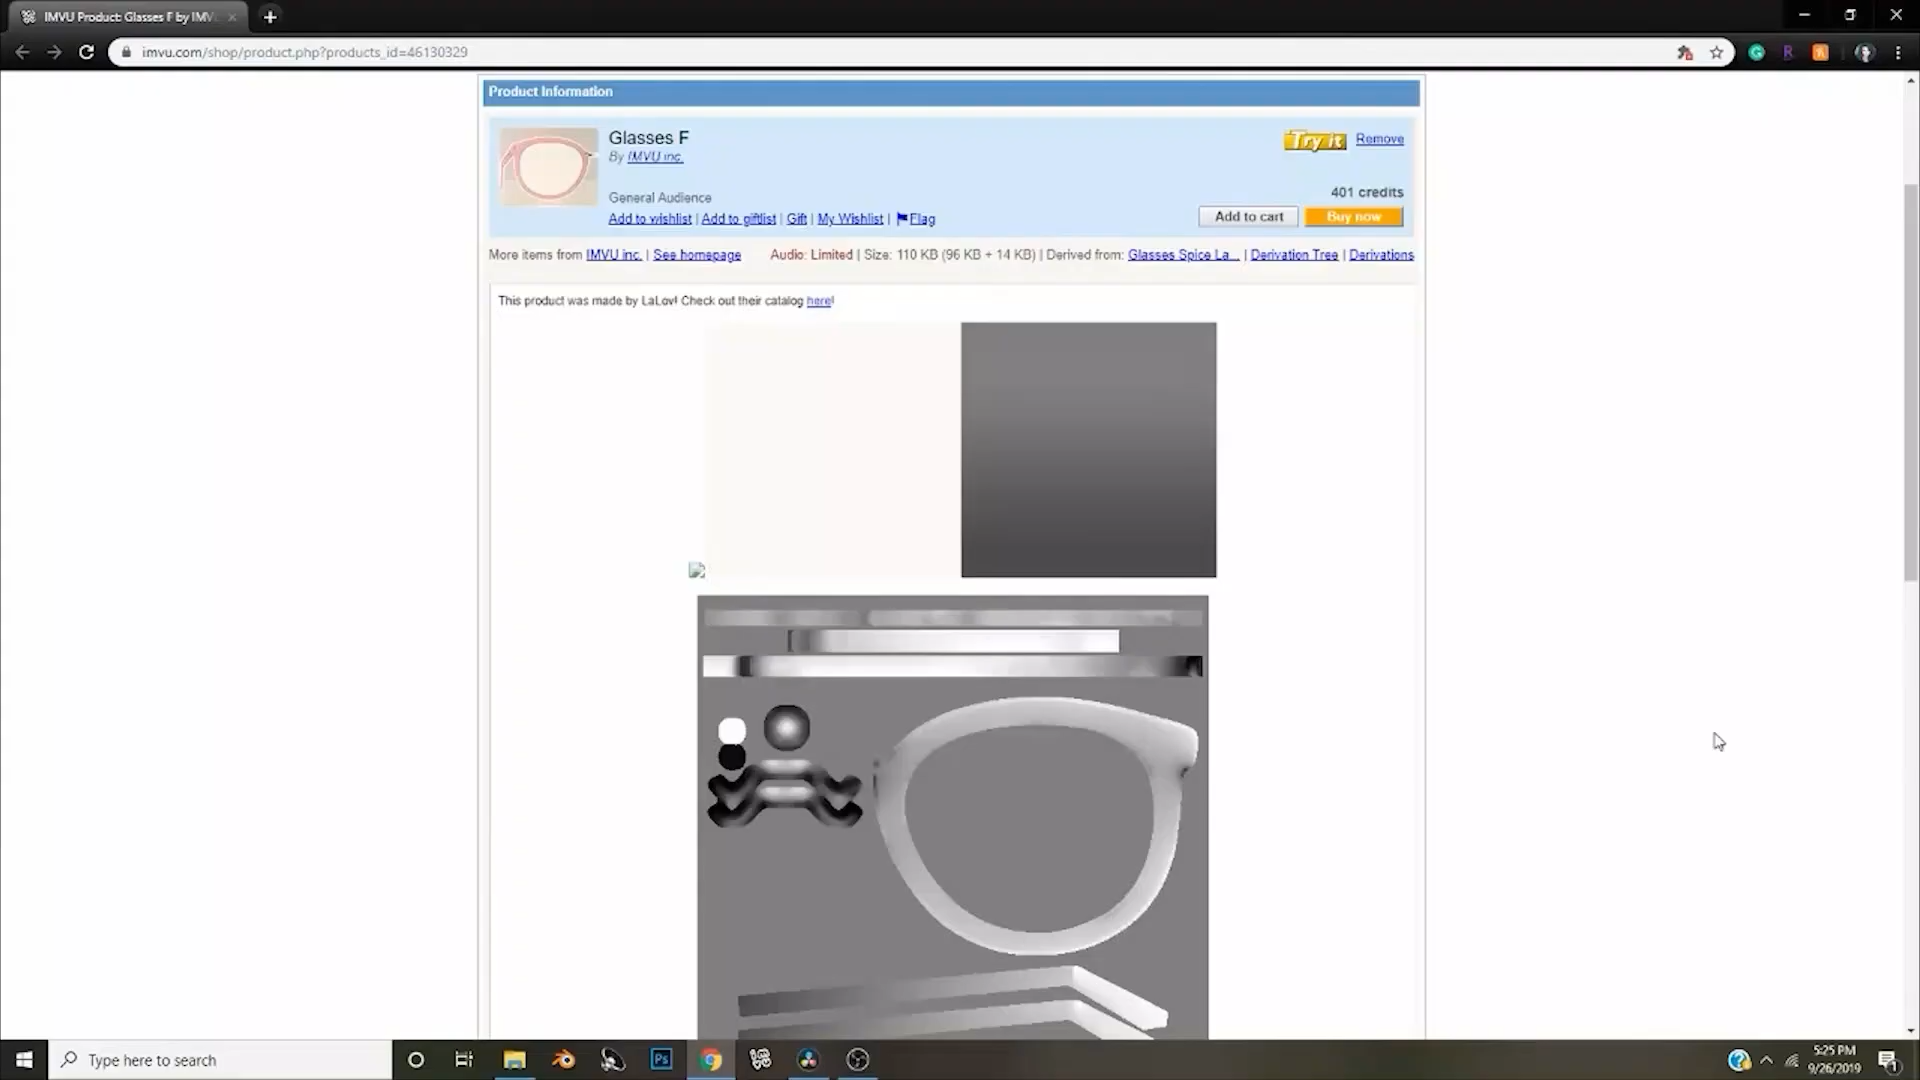 IMVU Product: Glasses F by IMVU
imvu.com/shop/product.php?products_id=46130329
Product Information
Glasses F
By IMVU inc.
Try it Remove
General Audience
401 credits
Add to wishlist | Add to giftlist | Gift | My Wishlist | Flag
Add to cart Buy now
More items from IMVU inc. | See homepage Audio: Limited | Size: 110 KB (96 KB + 14 KB) | Derived from: Glasses Spice La... | Derivation Tree | Derivations
This product was made by LaLov! Check out their catalog here!
Type here to search
Ps
5:25 PM
9/26/2019